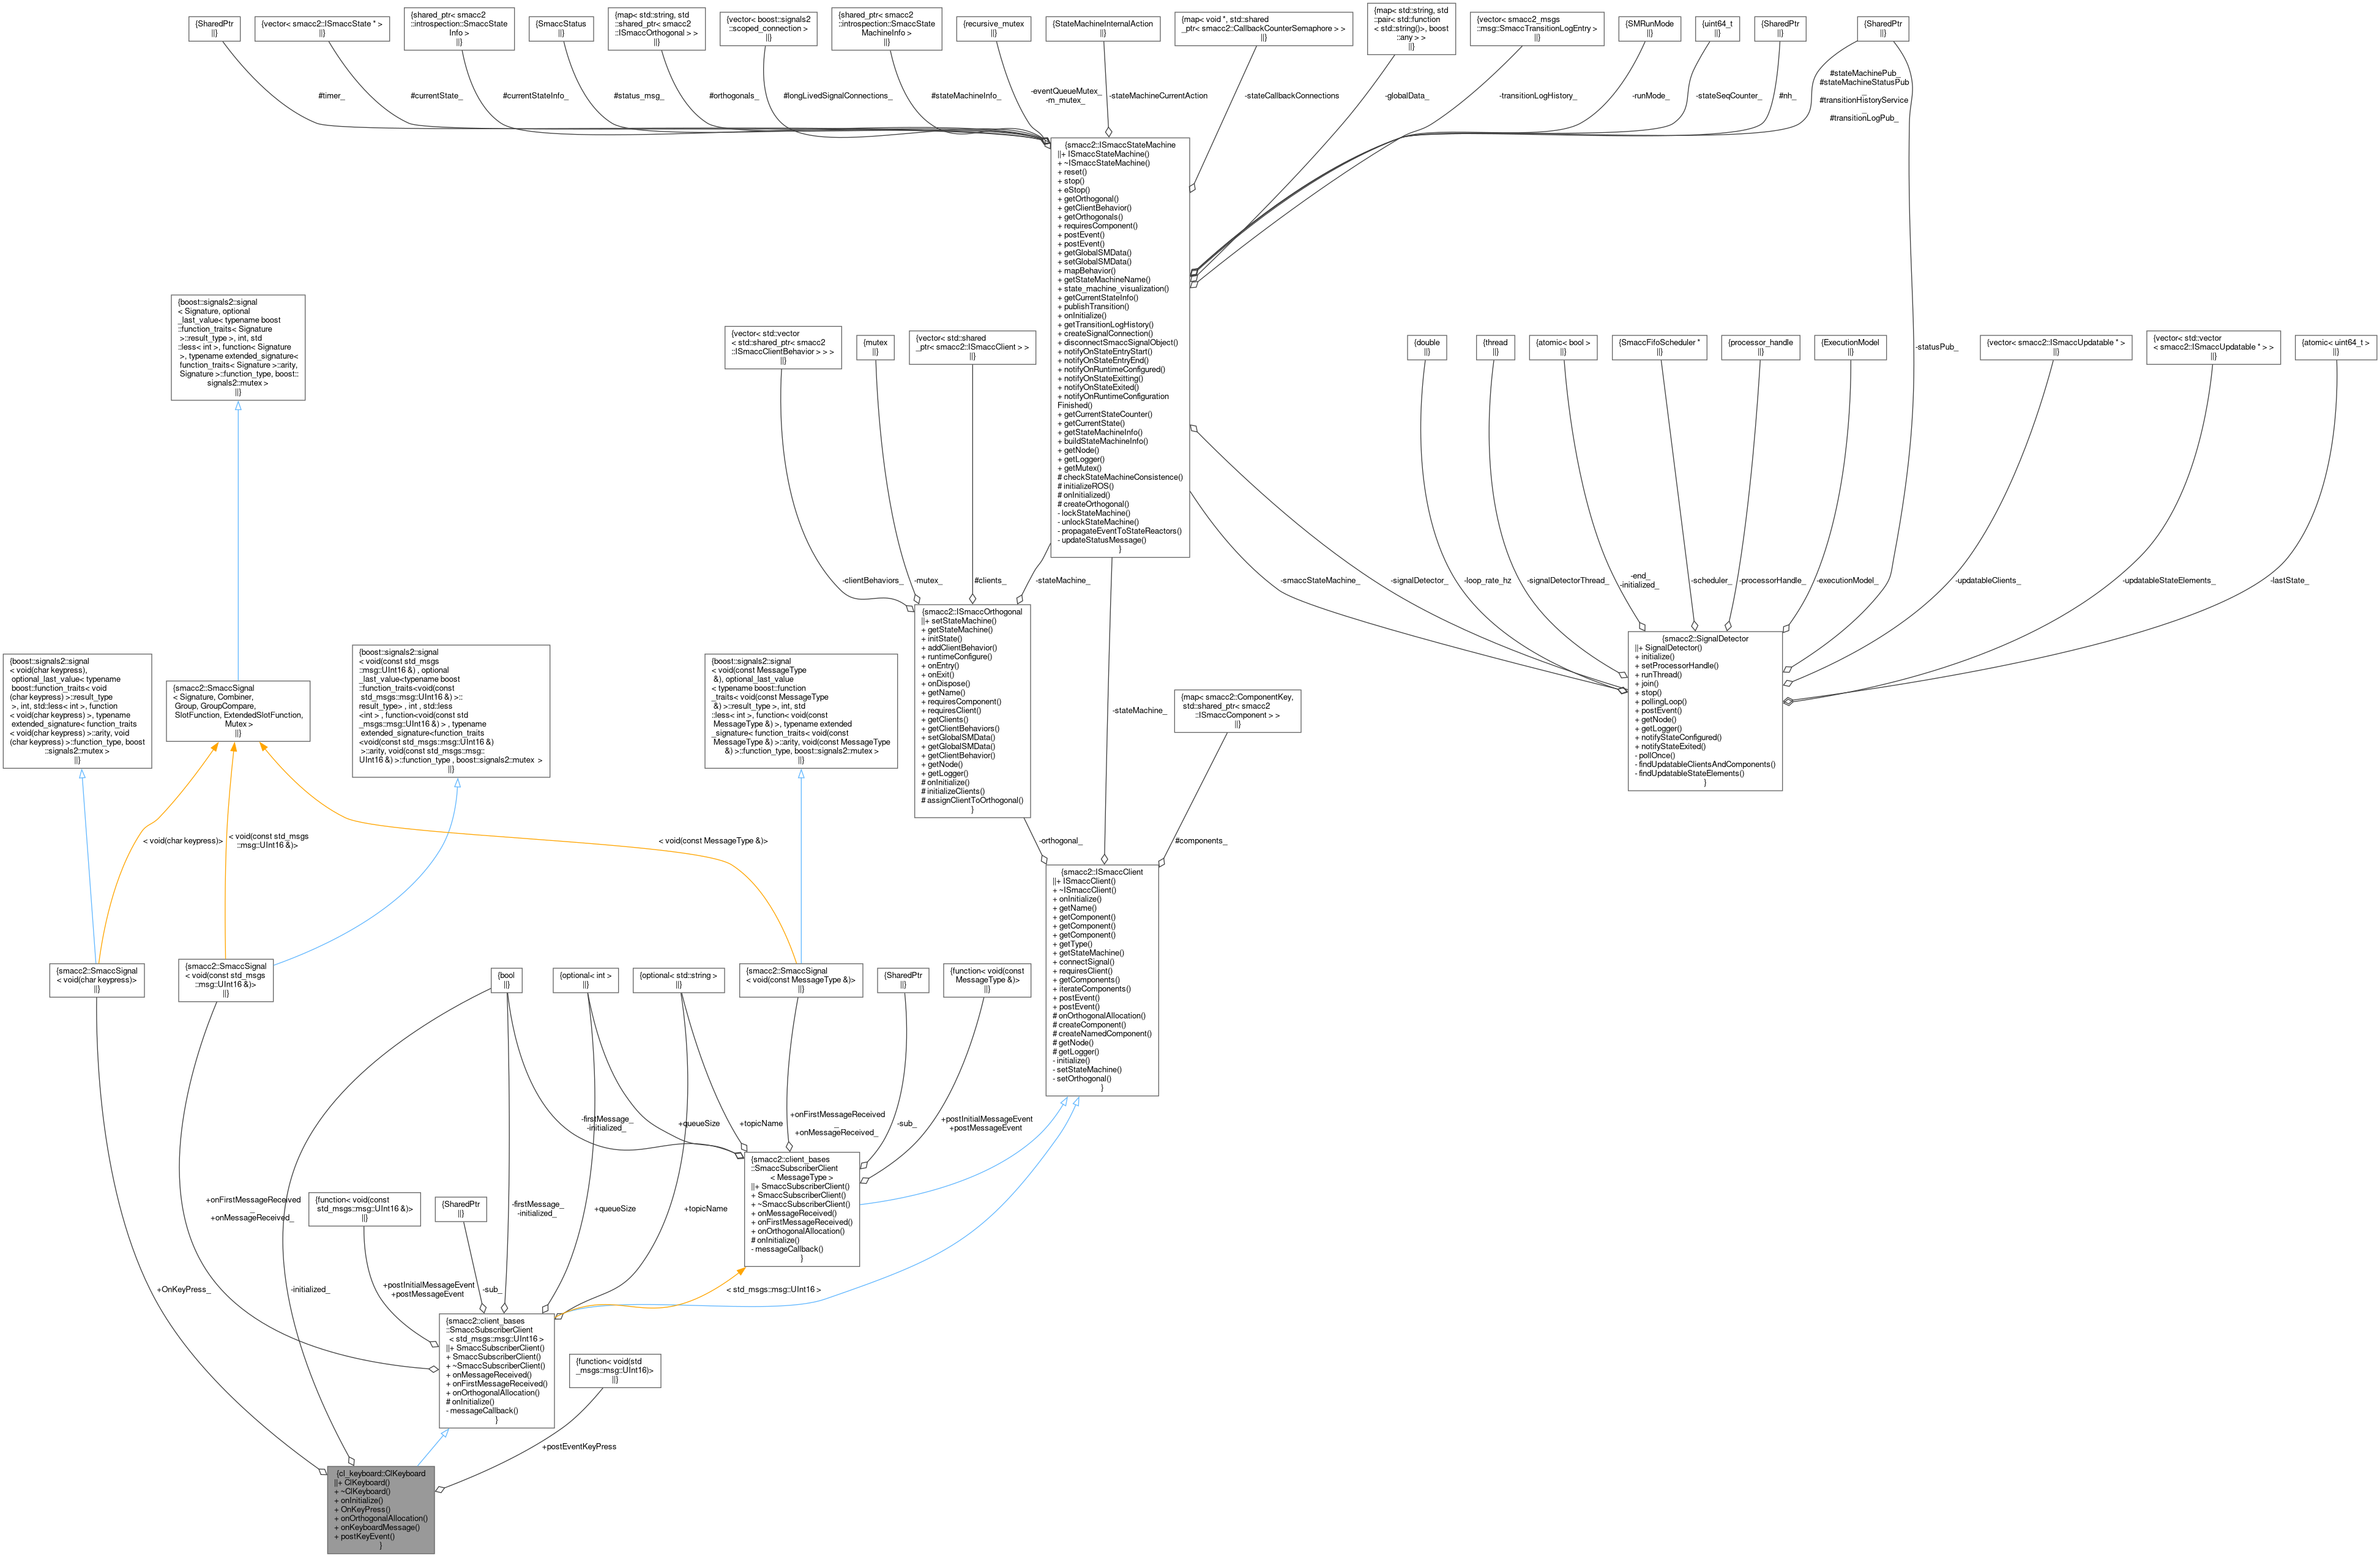 {SharedPtr
||}
{vector< smacc2::ISmaccState * >
||}
{shared_ptr< smacc2
::introspection::SmaccState
Info >
||}
{SmaccStatus
||}
{map< std::string, std
::shared_ptr< smacc2
::ISmaccOrthogonal > >
||}
{vector< boost::signals2
::scoped_connection >
||}
{shared_ptr< smacc2
::introspection::SmaccState
MachineInfo >
||}
{recursive_mutex
||}
{StateMachineInternalAction
||}
{map< void *, std::shared
_ptr< smacc2::CallbackCounterSemaphore > >
||}
{map< std::string, std
::pair< std::function
< std::string()>, boost
::any > >
||}
{vector< smacc2_msgs
::msg::SmaccTransitionLogEntry >
||}
{SMRunMode
||}
{uint64_t
||}
{SharedPtr
||}
{SharedPtr
||}
#timer_
#currentState_
#currentStateInfo_
#status_msg_
#orthogonals_
#longLivedSignalConnections_
#stateMachineInfo_
-eventQueueMutex_
-m_mutex_
-stateMachineCurrentAction
-stateCallbackConnections
-globalData_
-transitionLogHistory_
-runMode_
-stateSeqCounter_
#nh_
#stateMachinePub_
#stateMachineStatusPub
_
#transitionHistoryService
_
#transitionLogPub_
{smacc2::ISmaccStateMachine
||+ ISmaccStateMachine()
+ ~ISmaccStateMachine()
+ reset()
+ stop()
+ eStop()
+ getOrthogonal()
+ getClientBehavior()
+ getOrthogonals()
+ requiresComponent()
+ postEvent()
+ postEvent()
+ getGlobalSMData()
+ setGlobalSMData()
+ mapBehavior()
+ getStateMachineName()
+ state_machine_visualization()
+ getCurrentStateInfo()
+ publishTransition()
+ onInitialize()
+ getTransitionLogHistory()
+ createSignalConnection()
+ disconnectSmaccSignalObject()
+ notifyOnStateEntryStart()
+ notifyOnStateEntryEnd()
+ notifyOnRuntimeConfigured()
+ notifyOnStateExitting()
+ notifyOnStateExited()
+ notifyOnRuntimeConfiguration
Finished()
+ getCurrentStateCounter()
+ getCurrentState()
+ getStateMachineInfo()
+ buildStateMachineInfo()
+ getNode()
+ getLogger()
+ getMutex()
# checkStateMachineConsistence()
# initializeROS()
# onInitialized()
# createOrthogonal()
- lockStateMachine()
- unlockStateMachine()
- propagateEventToStateReactors()
- updateStatusMessage()
}
{boost::signals2::signal
< Signature, optional
_last_value< typename boost
::function_traits< Signature
>::result_type >, int, std
::less< int >, function< Signature
>, typename extended_signature<
function_traits< Signature >::arity,
Signature >::function_type, boost::
signals2::mutex >
||}
{vector< std::vector
< std::shared_ptr< smacc2
::ISmaccClientBehavior > > >
||}
{mutex
||}
{vector< std::shared
_ptr< smacc2::ISmaccClient > >
||}
{double
||}
{thread
||}
{atomic< bool >
||}
{SmaccFifoScheduler *
||}
{processor_handle
||}
{ExecutionModel
||}
-statusPub_
{vector< smacc2::ISmaccUpdatable * >
||}
{vector< std::vector
< smacc2::ISmaccUpdatable * > >
||}
{atomic< uint64_t >
||}
-clientBehaviors_
-mutex_
#clients_
-stateMachine_
-smaccStateMachine_
-signalDetector_
-loop_rate_hz
-signalDetectorThread_
-end_
-initialized_
-scheduler_
-processorHandle_
-executionModel_
-updatableClients_
-updatableStateElements_
-lastState_
{smacc2::ISmaccOrthogonal
||+ setStateMachine()
+ getStateMachine()
+ initState()
+ addClientBehavior()
+ runtimeConfigure()
+ onEntry()
+ onExit()
+ onDispose()
+ getName()
+ requiresComponent()
+ requiresClient()
+ getClients()
+ getClientBehaviors()
+ setGlobalSMData()
+ getGlobalSMData()
+ getClientBehavior()
+ getNode()
+ getLogger()
# onInitialize()
# initializeClients()
# assignClientToOrthogonal()
}
{smacc2::SignalDetector
||+ SignalDetector()
+ initialize()
+ setProcessorHandle()
+ runThread()
+ join()
+ stop()
+ pollingLoop()
+ postEvent()
+ getNode()
+ getLogger()
+ notifyStateConfigured()
+ notifyStateExited()
- pollOnce()
- findUpdatableClientsAndComponents()
- findUpdatableStateElements()
}
{boost::signals2::signal
< void(char keypress),
optional_last_value< typename
boost::function_traits< void
(char keypress) >::result_type
>, int, std::less< int >, function
< void(char keypress) >, typename
extended_signature< function_traits
< void(char keypress) >::arity, void
(char keypress) >::function_type, boost
::signals2::mutex >
||}
{smacc2::SmaccSignal
< Signature, Combiner,
Group, GroupCompare,
SlotFunction, ExtendedSlotFunction,
Mutex >
||}
{boost::signals2::signal
< void(const std_msgs
::msg::UInt16 &) , optional
_last_value<typename boost
::function_traits<void(const
std_msgs::msg::UInt16 &) >::
result_type> , int , std::less
<int > , function<void(const std
_msgs::msg::UInt16 &) > , typename
extended_signature<function_traits
<void(const std_msgs::msg::UInt16 &)
>::arity, void(const std_msgs::msg::
UInt16 &) >::function_type , boost::signals2::mutex >
||}
{boost::signals2::signal
< void(const MessageType
&), optional_last_value
< typename boost::function
_traits< void(const MessageType
&) >::result_type >, int, std
::less< int >, function< void(const
MessageType &) >, typename extended
_signature< function_traits< void(const
MessageType &) >::arity, void(const MessageType
&) >::function_type, boost::signals2::mutex >
||}
-stateMachine_
{map< smacc2::ComponentKey,
std::shared_ptr< smacc2
::ISmaccComponent > >
||}
< void(char keypress)>
< void(const std_msgs
::msg::UInt16 &)>
< void(const MessageType &)>
-orthogonal_
#components_
{smacc2::ISmaccClient
||+ ISmaccClient()
+ ~ISmaccClient()
+ onInitialize()
+ getName()
+ getComponent()
+ getComponent()
+ getComponent()
+ getType()
+ getStateMachine()
+ connectSignal()
+ requiresClient()
+ getComponents()
+ iterateComponents()
+ postEvent()
+ postEvent()
# onOrthogonalAllocation()
# createComponent()
# createNamedComponent()
# getNode()
# getLogger()
- initialize()
- setStateMachine()
- setOrthogonal()
}
{smacc2::SmaccSignal
< void(char keypress)>
||}
{smacc2::SmaccSignal
< void(const std_msgs
::msg::UInt16 &)>
||}
{bool
||}
{optional< int >
||}
{optional< std::string >
||}
{smacc2::SmaccSignal
< void(const MessageType &)>
||}
{SharedPtr
||}
{function< void(const
MessageType &)>
||}
-firstMessage_
-initialized_
+queueSize
+topicName
+onFirstMessageReceived
_
+onMessageReceived_
-sub_
+postInitialMessageEvent
+postMessageEvent
{smacc2::client_bases
::SmaccSubscriberClient
< MessageType >
||+ SmaccSubscriberClient()
+ SmaccSubscriberClient()
+ ~SmaccSubscriberClient()
+ onMessageReceived()
+ onFirstMessageReceived()
+ onOrthogonalAllocation()
# onInitialize()
- messageCallback()
}
+onFirstMessageReceived
_
+onMessageReceived_
{function< void(const
std_msgs::msg::UInt16 &)>
||}
{SharedPtr
||}
-firstMessage_
-initialized_
+queueSize
+topicName
+OnKeyPress_
-initialized_
+postInitialMessageEvent
+postMessageEvent
-sub_
< std_msgs::msg::UInt16 >
{smacc2::client_bases
::SmaccSubscriberClient
< std_msgs::msg::UInt16 >
||+ SmaccSubscriberClient()
+ SmaccSubscriberClient()
+ ~SmaccSubscriberClient()
+ onMessageReceived()
+ onFirstMessageReceived()
+ onOrthogonalAllocation()
# onInitialize()
- messageCallback()
}
{function< void(std
_msgs::msg::UInt16)>
||}
+postEventKeyPress
{cl_keyboard::ClKeyboard
||+ ClKeyboard()
+ ~ClKeyboard()
+ onInitialize()
+ OnKeyPress()
+ onOrthogonalAllocation()
+ onKeyboardMessage()
+ postKeyEvent()
}